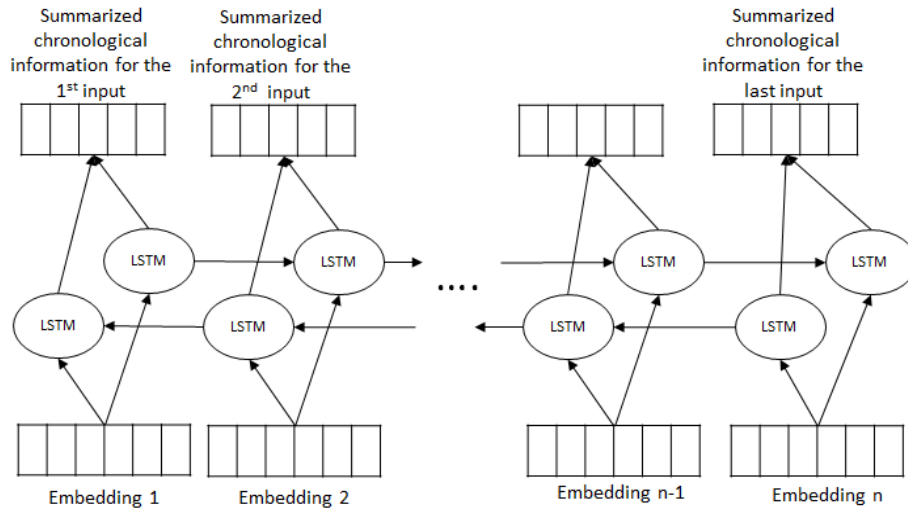 Summarized
chronological
information for the
1st input
Summarized
chronological
information for the
2nd input
Summarized
chronological
information for the
last input
LSTM
LSTM
LSTM
LSTM
....
LSTM
LSTM
LSTM
LSTM
Embedding 1
Embedding 2
Embedding n-1
Embedding n